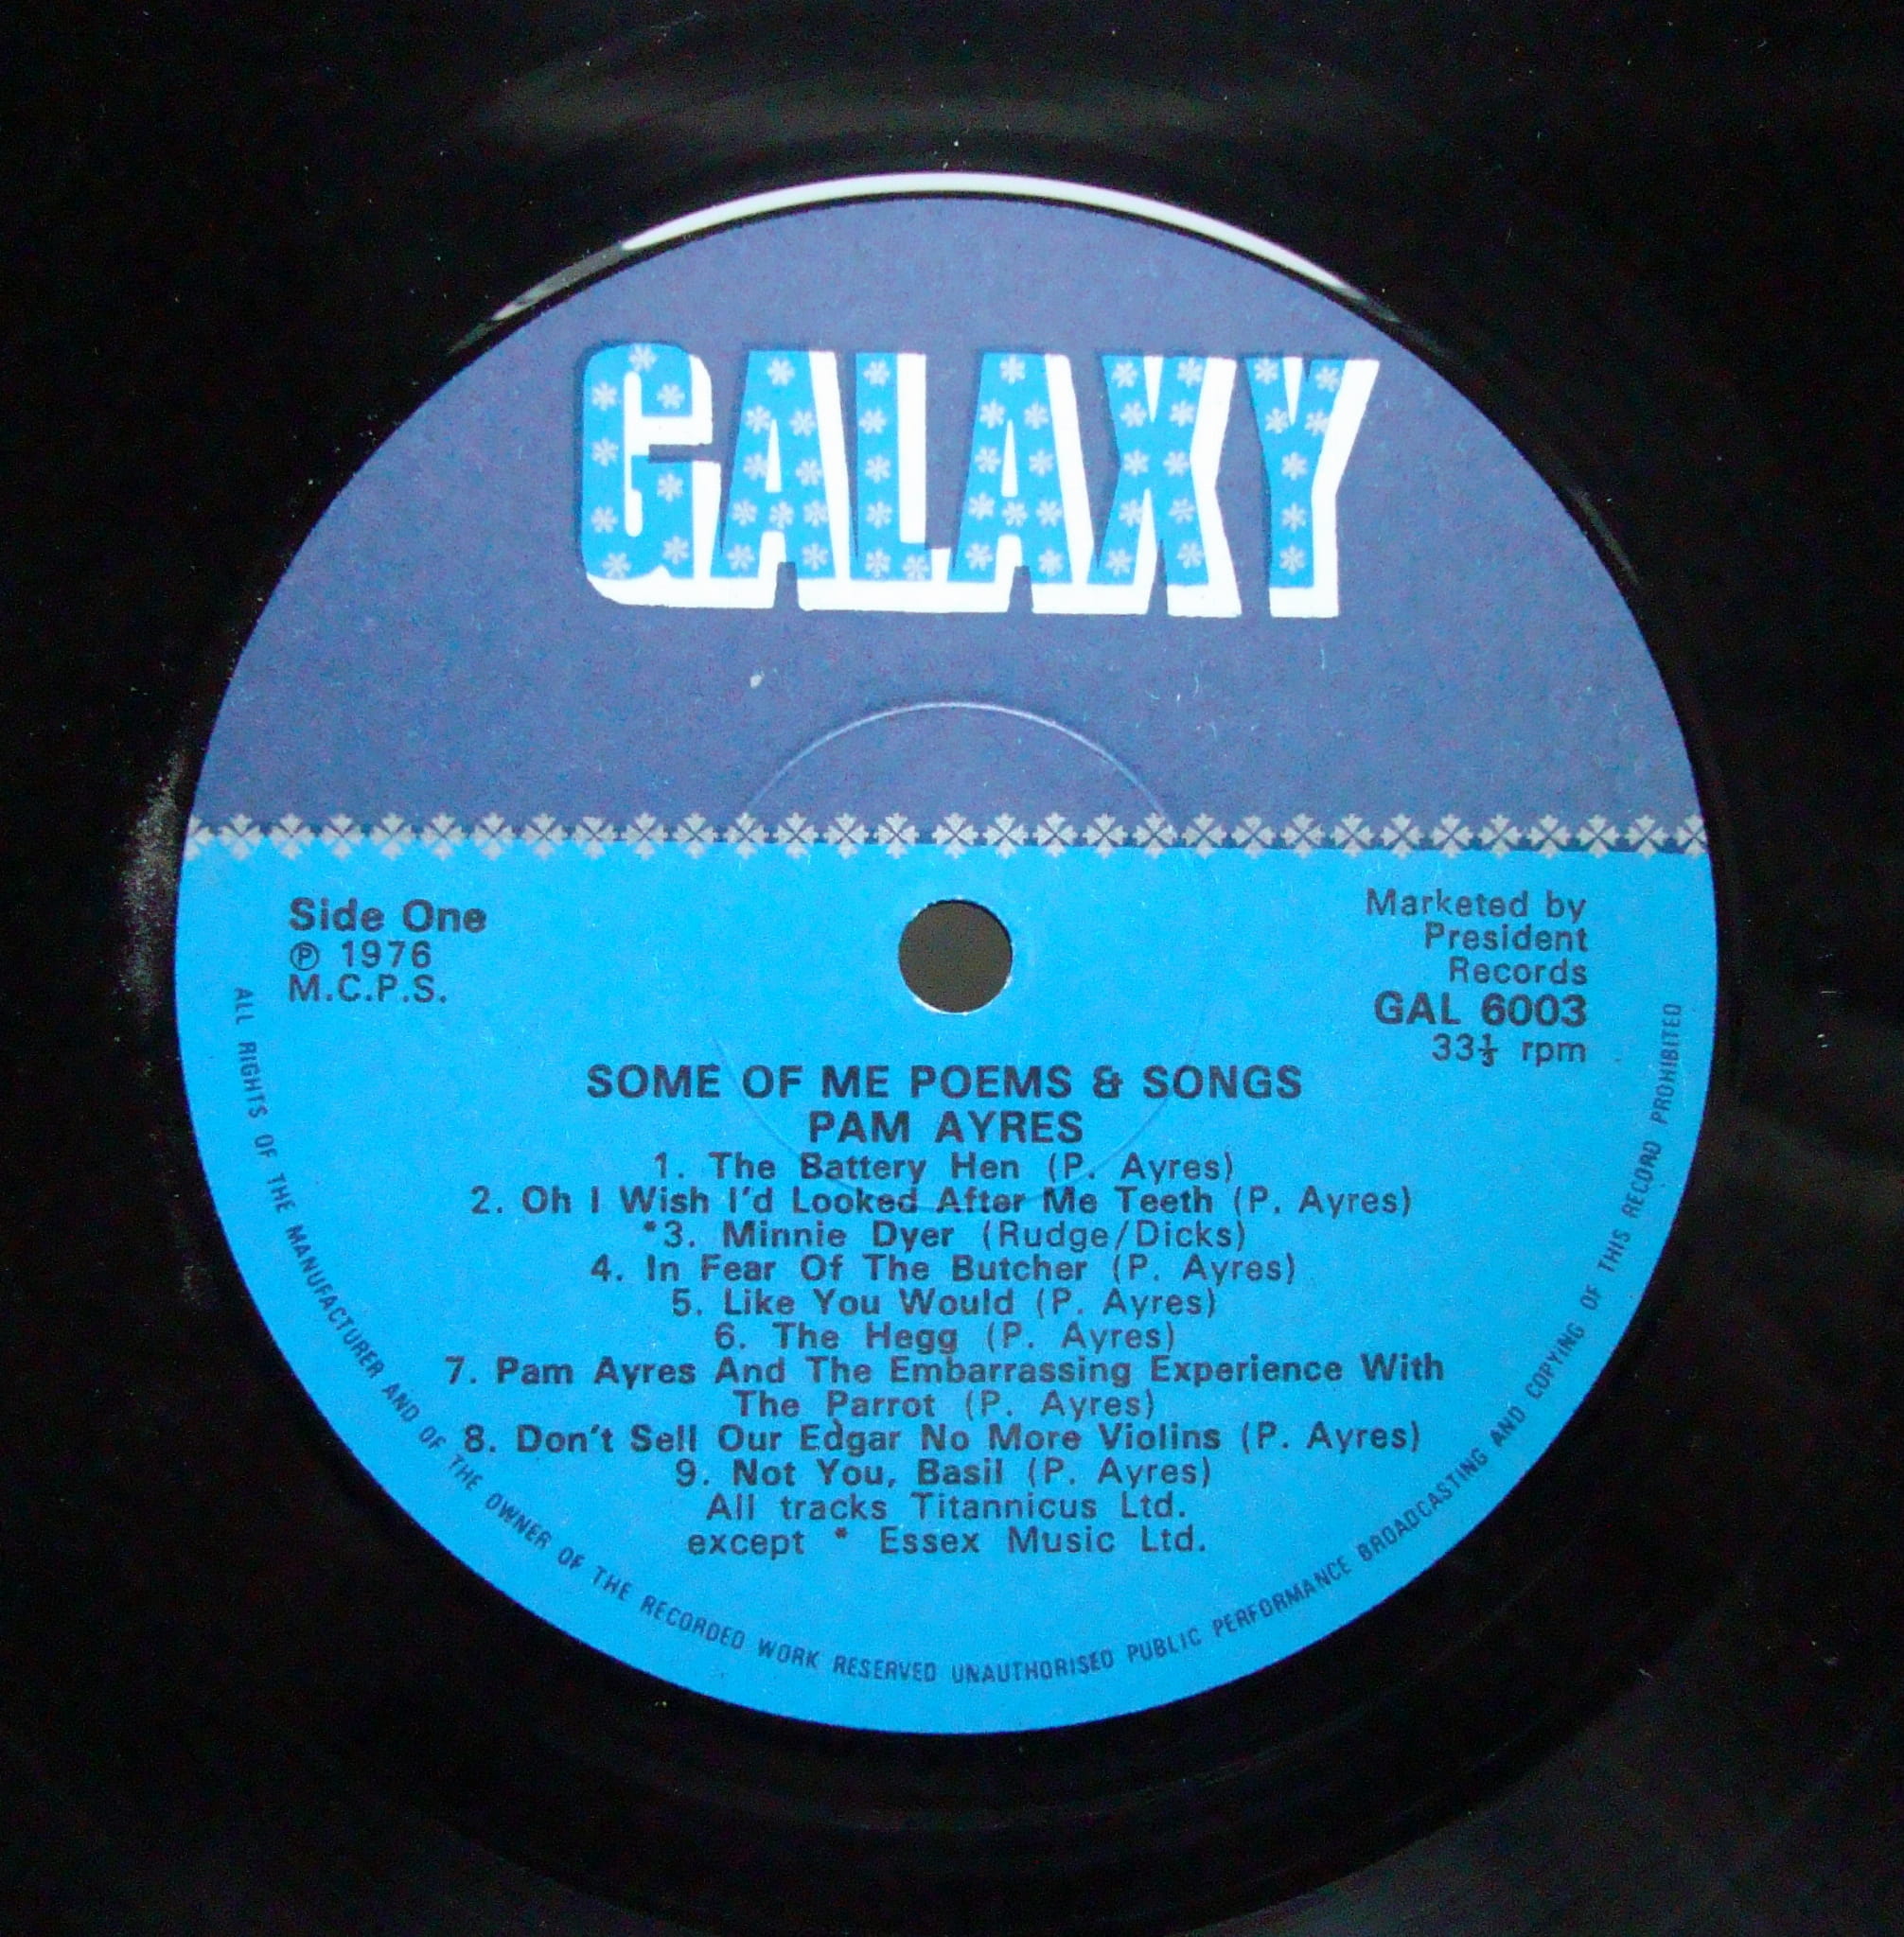 GALAXY
Side One
Ⓟ 1976
M.C.P.S.
Marketed by
President
Records
GAL 6003
33⅓ rpm
SOME OF ME POEMS & SONGS
PAM AYRES
1. The Battery Hen (P. Ayres)
2. Oh I Wish I'd Looked After Me Teeth (P. Ayres)
*3. Minnie Dyer (Rudge/Dicks)
4. In Fear Of The Butcher (P. Ayres)
5. Like You Would (P. Ayres)
6. The Hegg (P. Ayres)
7. Pam Ayres And The Embarrassing Experience With
The Parrot (P. Ayres)
8. Don't Sell Our Edgar No More Violins (P. Ayres)
9. Not You, Basil (P. Ayres)
All tracks Titannicus Ltd.
except * Essex Music Ltd.
ALL RIGHTS OF THE MANUFACTURER AND OF THE OWNER OF THE RECORDED WORK RESERVED UNAUTHORISED PUBLIC PERFORMANCE BROADCASTING AND COPYING OF THIS RECORD PROHIBITED